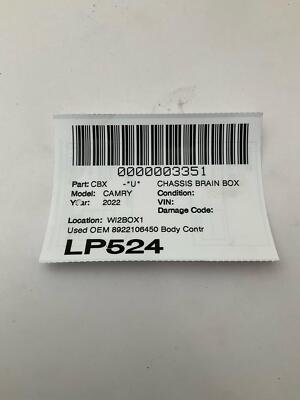 0000003351
Part: CBX -*U* CHASSIS BRAIN BOX
Model: CAMRY Condition:
Year: 2022 VIN:
Damage Code:
Location: WI2BOX1
Used OEM 8922106450 Body Contr
LP524